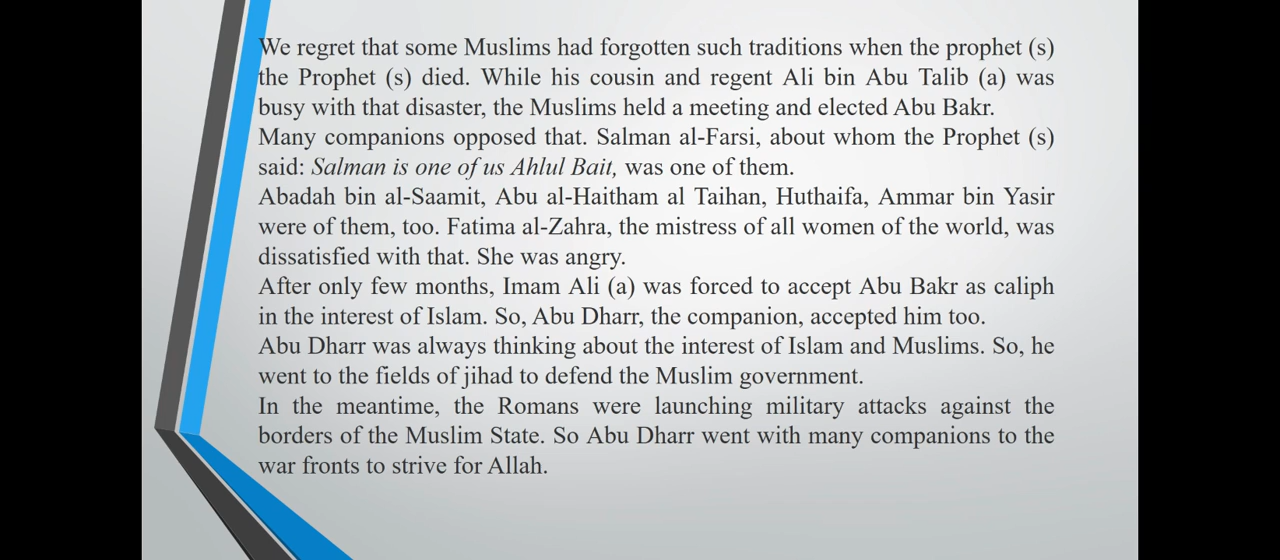 We regret that some Muslims had forgotten such traditions when the prophet (s)
the Prophet (s) died. While his cousin and regent Ali bin Abu Talib (a) was
busy with that disaster, the Muslims held a meeting and elected Abu Bakr.
Many companions opposed that. Salman al-Farsi, about whom the Prophet (s)
said: Salman is one of us Ahlul Bait, was one of them.
Abadah bin al-Saamit, Abu al-Haitham al Taihan, Huthaifa, Ammar bin Yasir
were of them, too. Fatima al-Zahra, the mistress of all women of the world, was
dissatisfied with that. She was angry.
After only few months, Imam Ali (a) was forced to accept Abu Bakr as caliph
in the interest of Islam. So, Abu Dharr, the companion, accepted him too.
Abu Dharr was always thinking about the interest of Islam and Muslims. So, he
went to the fields of jihad to defend the Muslim government.
In the meantime, the Romans were launching military attacks against the
borders of the Muslim State. So Abu Dharr went with many companions to the
war fronts to strive for Allah.